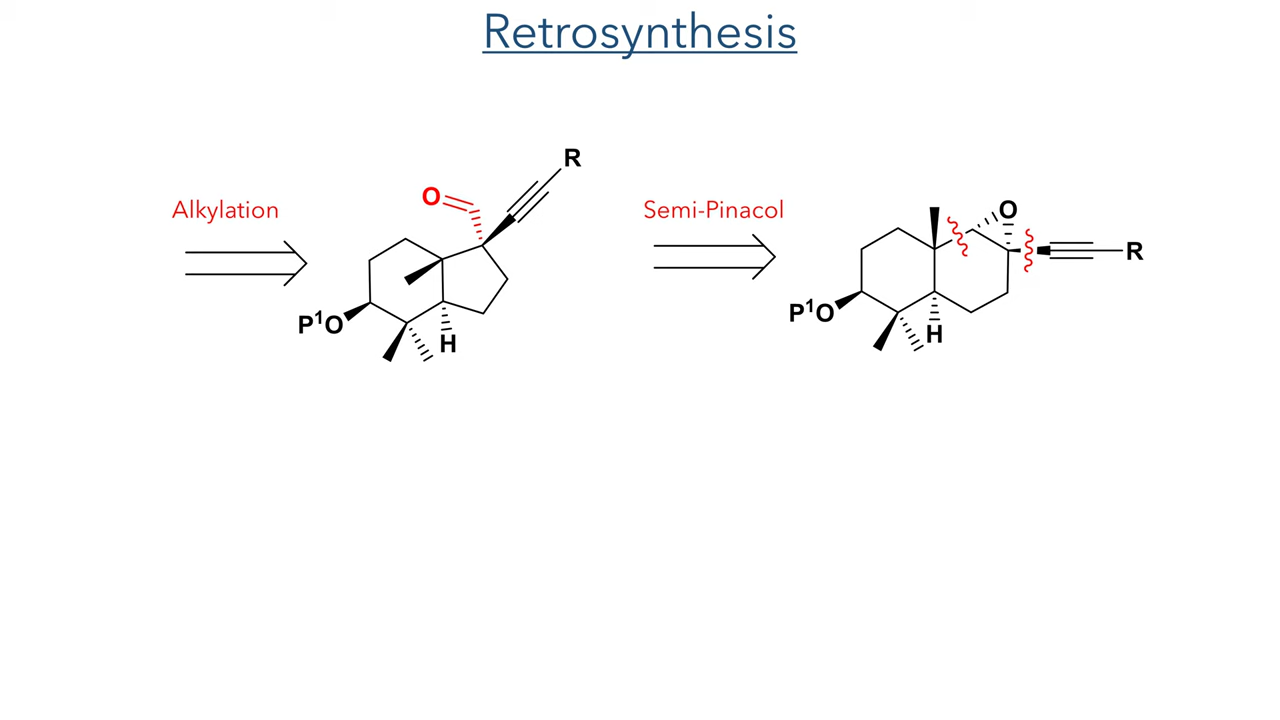 Retrosynthesis
Alkylation
O
R
P¹O
H
Semi-Pinacol
O
R
P¹O
H